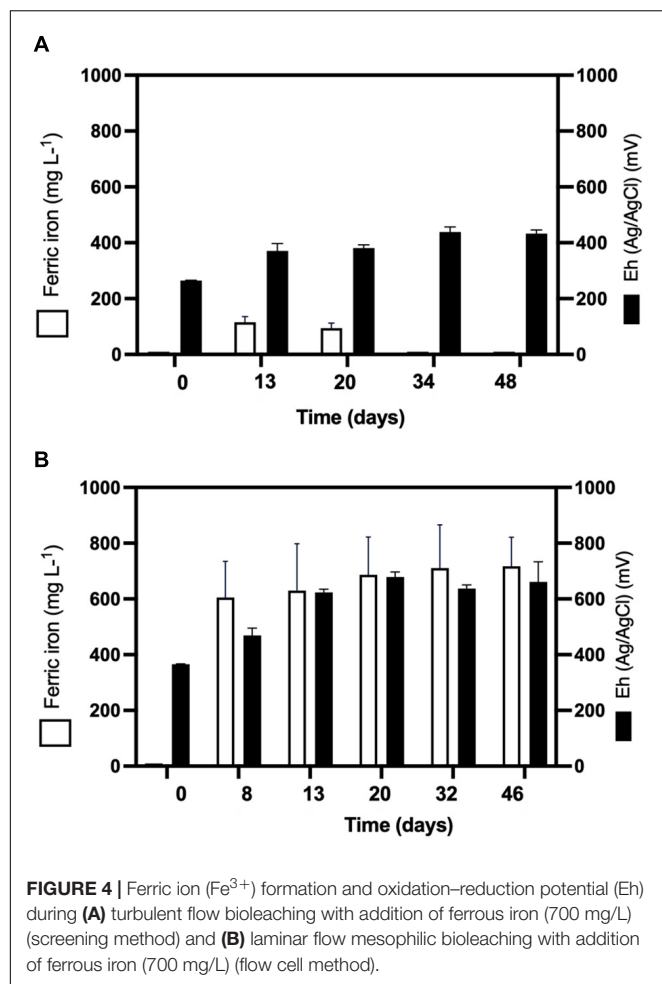 A
1000
800
600
400
200
0
Ferric iron (mg L-1)
1000
800
600
400
200
0
Eh (Ag/AgCl) (mV)
0 13 20 34 48
Time (days)
B
1000
800
600
400
200
0
Ferric iron (mg L-1)
1000
800
600
400
200
0
Eh (Ag/AgCl) (mV)
0 8 13 20 32 46
Time (days)
FIGURE 4 | Ferric ion (Fe3+) formation and oxidation–reduction potential (Eh)
during (A) turbulent flow bioleaching with addition of ferrous iron (700 mg/L)
(screening method) and (B) laminar flow mesophilic bioleaching with addition
of ferrous iron (700 mg/L) (flow cell method).